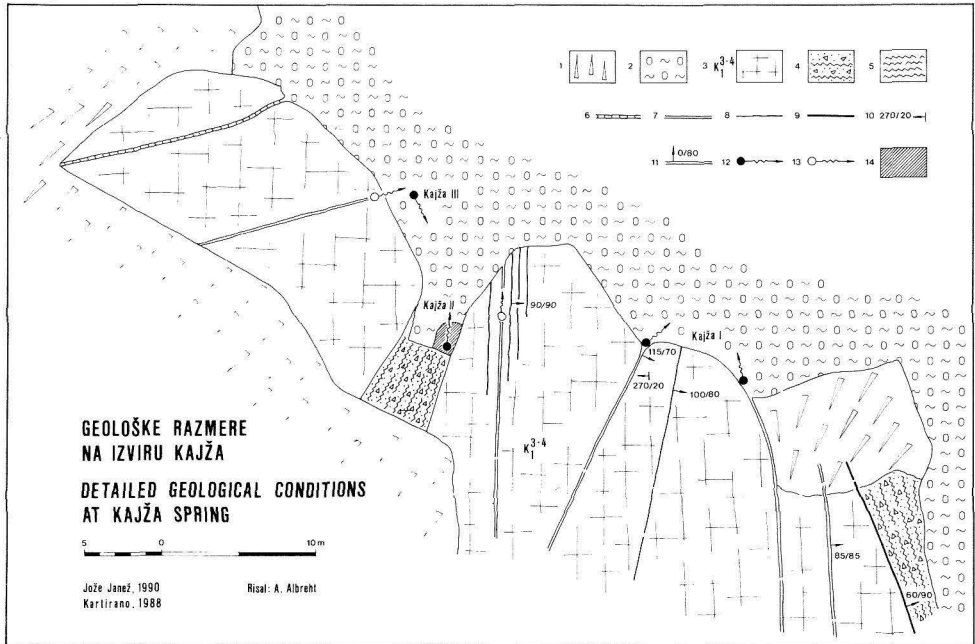 1
2
3 K₁³⁻⁴
4
5
6
7
8
9
10 270/20
11 0/80
12
13
14
Kajža III
Kajža II
90/90
Kajža I
115/70
270/20
100/80
K₁³⁻⁴
85/85
60/90
GEOLOŠKE RAZMERE
NA IZVIRU KAJŽA
DETAILED GEOLOGICAL CONDITIONS
AT KAJŽA SPRING
5 0 10 m
Jože Janež, 1990 Risal: A. Albreht
Kartirano, 1988